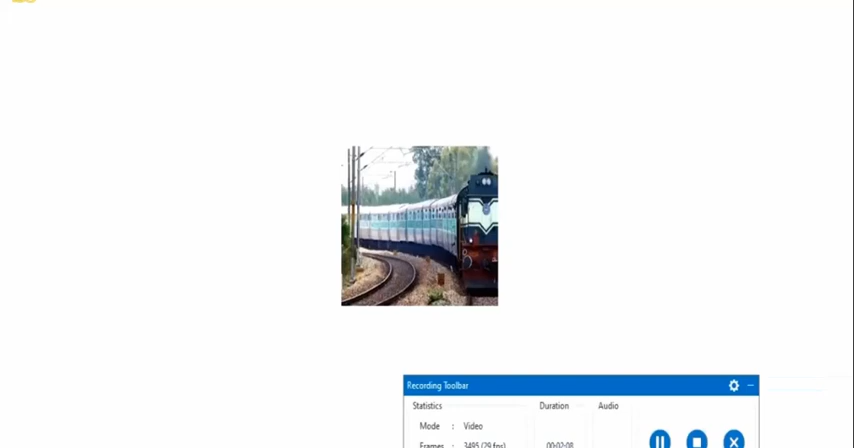 Recording Toolbar
Statistics Duration Audio
Mode : Video
Frames : 3495 (29 fps) 00:02:08